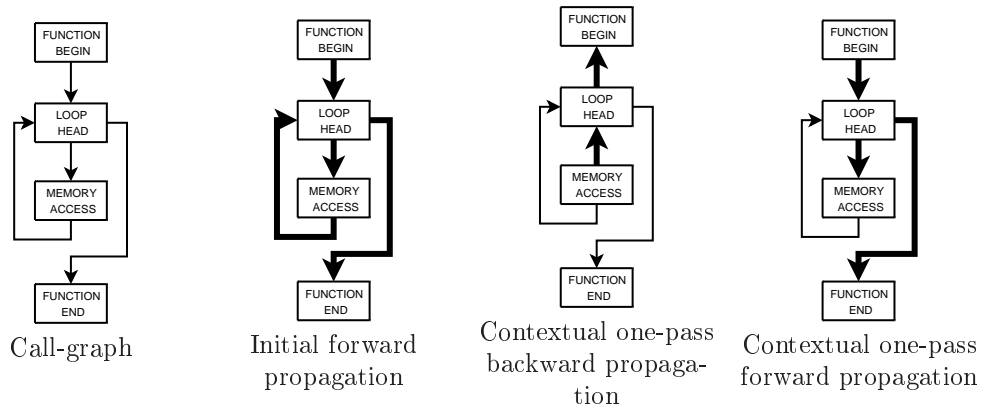 FUNCTION
BEGIN
LOOP
HEAD
MEMORY
ACCESS
FUNCTION
END
Call-graph
FUNCTION
BEGIN
LOOP
HEAD
MEMORY
ACCESS
FUNCTION
END
Initial forward
propagation
FUNCTION
BEGIN
LOOP
HEAD
MEMORY
ACCESS
FUNCTION
END
Contextual one-pass
backward propaga-
tion
FUNCTION
BEGIN
LOOP
HEAD
MEMORY
ACCESS
FUNCTION
END
Contextual one-pass
forward propagation